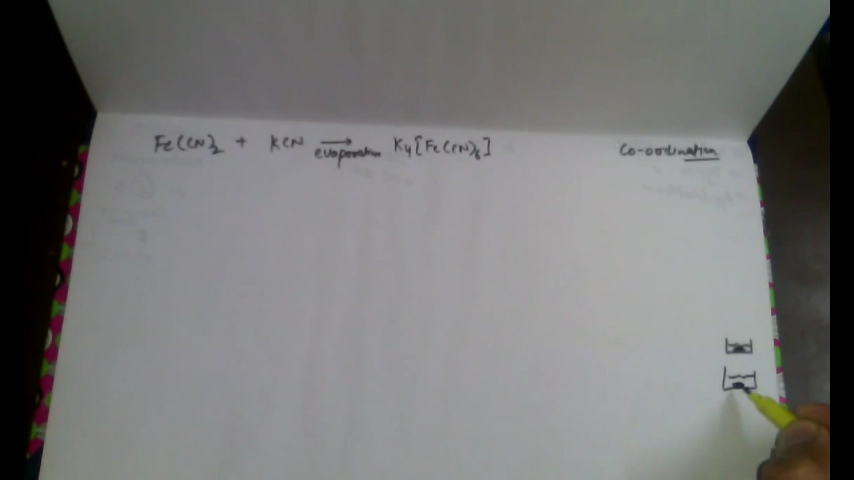 Fe(CN)2 + KCN → K4[Fe(CN)6] Co-ordination
evaporation